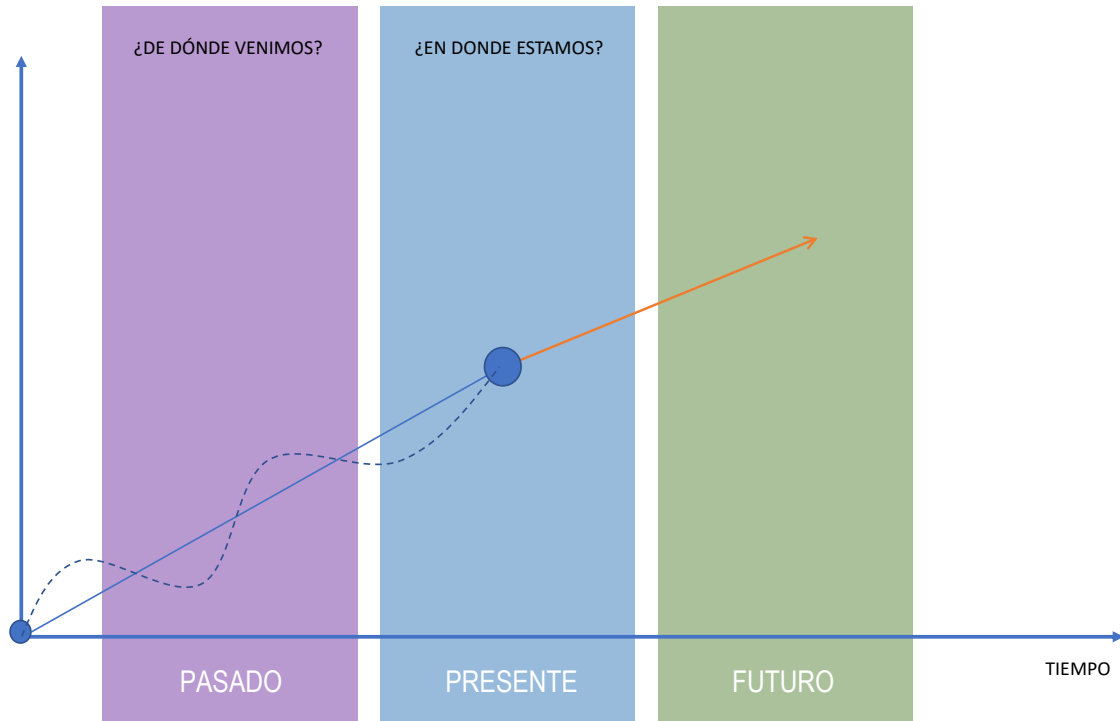 ¿DE DÓNDE VENIMOS?
¿EN DONDE ESTAMOS?
PASADO
PRESENTE
FUTURO
TIEMPO